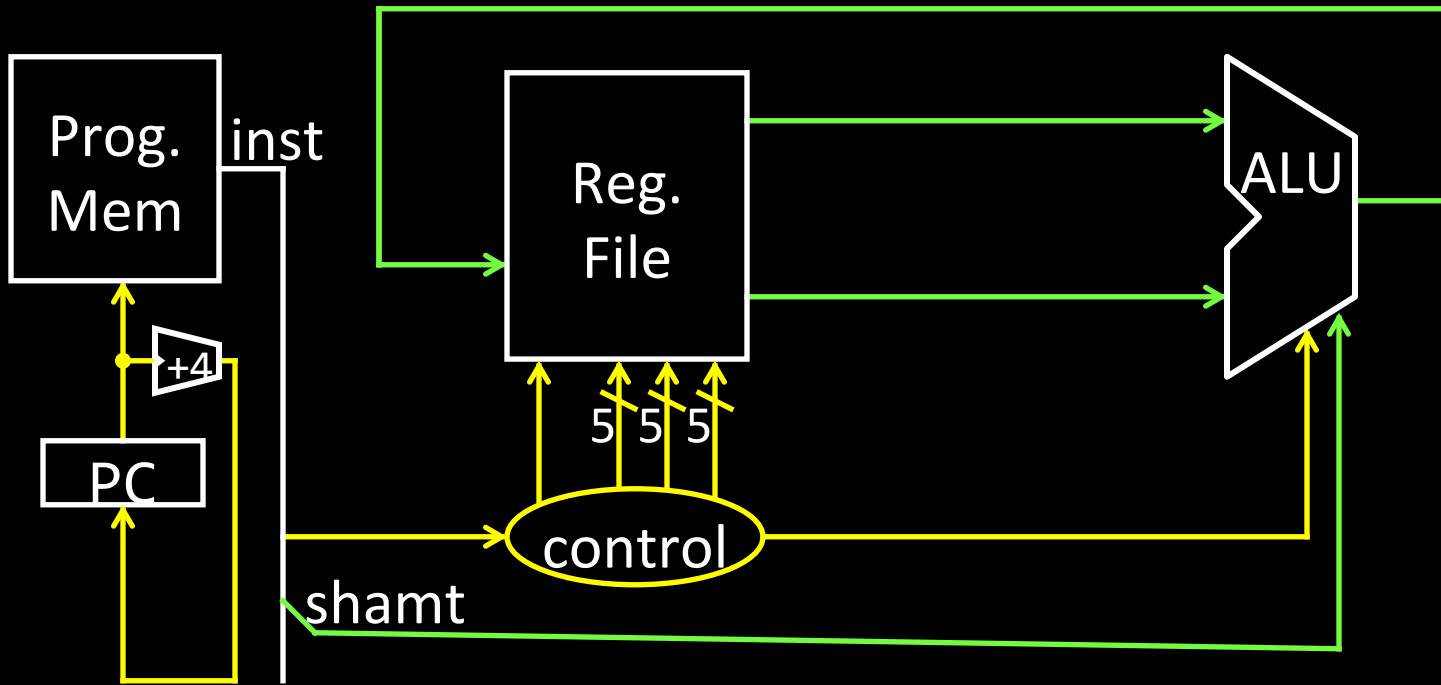 Prog.
Mem
inst
Reg.
File
ALU
+4
5 5 5
PC
control
shamt